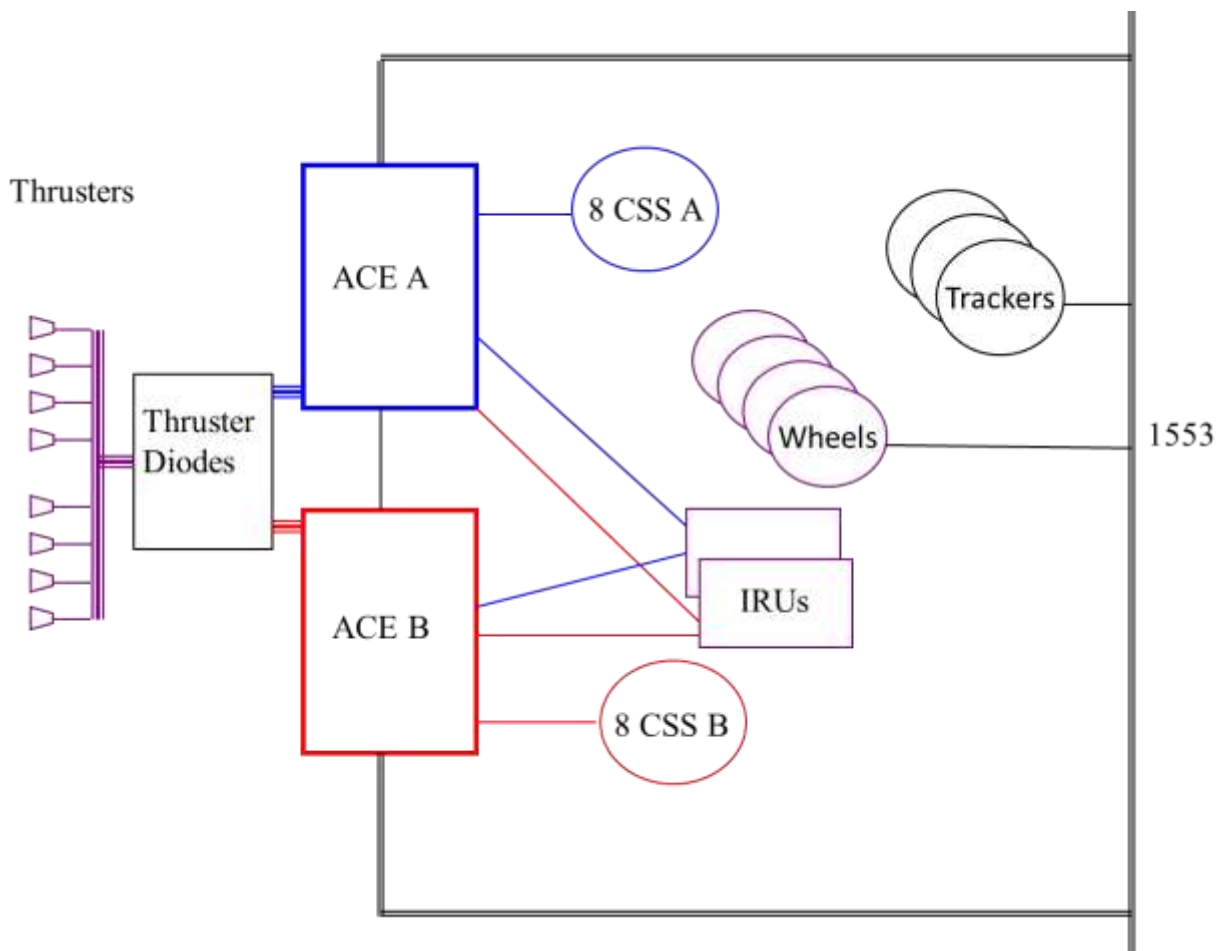 Thrusters
ACE A
8 CSS A
Trackers
Thruster
Diodes
Wheels
1553
ACE B
IRUs
8 CSS B